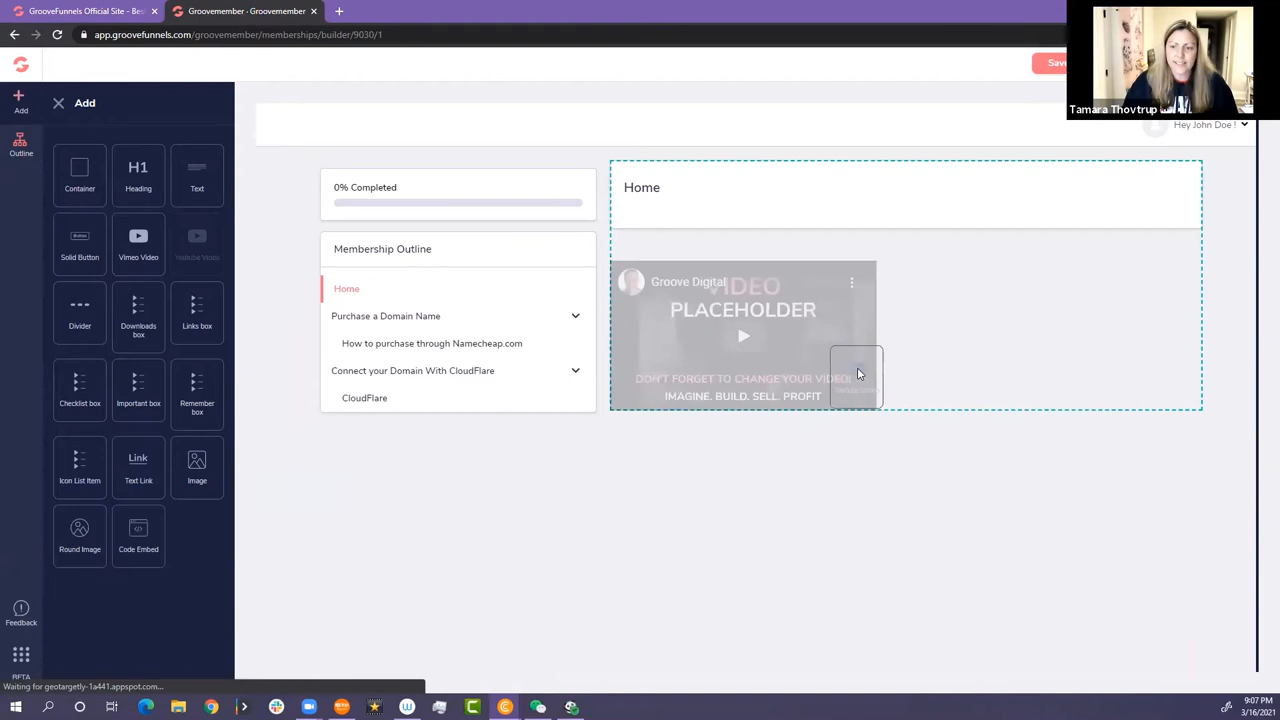 GrooveFunnels Official Site - Bes
Groovemember - Groovemember
app.groovefunnels.com/groovemember/memberships/builder/9030/1
Save
Tamara Thovtrup
Hey John Doe !
Add
Add
Outline
Container
Heading
H1
Text
Solid Button
Vimeo Video
Youtube Video
Divider
Downloads box
Links box
Checklist box
Important box
Remember box
Icon List Item
Link
Text Link
Image
Round Image
Code Embed
Feedback
BETA
0% Completed
Membership Outline
Home
Purchase a Domain Name
How to purchase through Namecheap.com
Connect your Domain With CloudFlare
CloudFlare
Home
Groove Digital
VIDEO
PLACEHOLDER
DON'T FORGET TO CHANGE YOUR VIDEO!
IMAGINE. BUILD. SELL. PROFIT
Waiting for geotargetly-1a441.appspot.com...
9:07 PM
3/16/2021